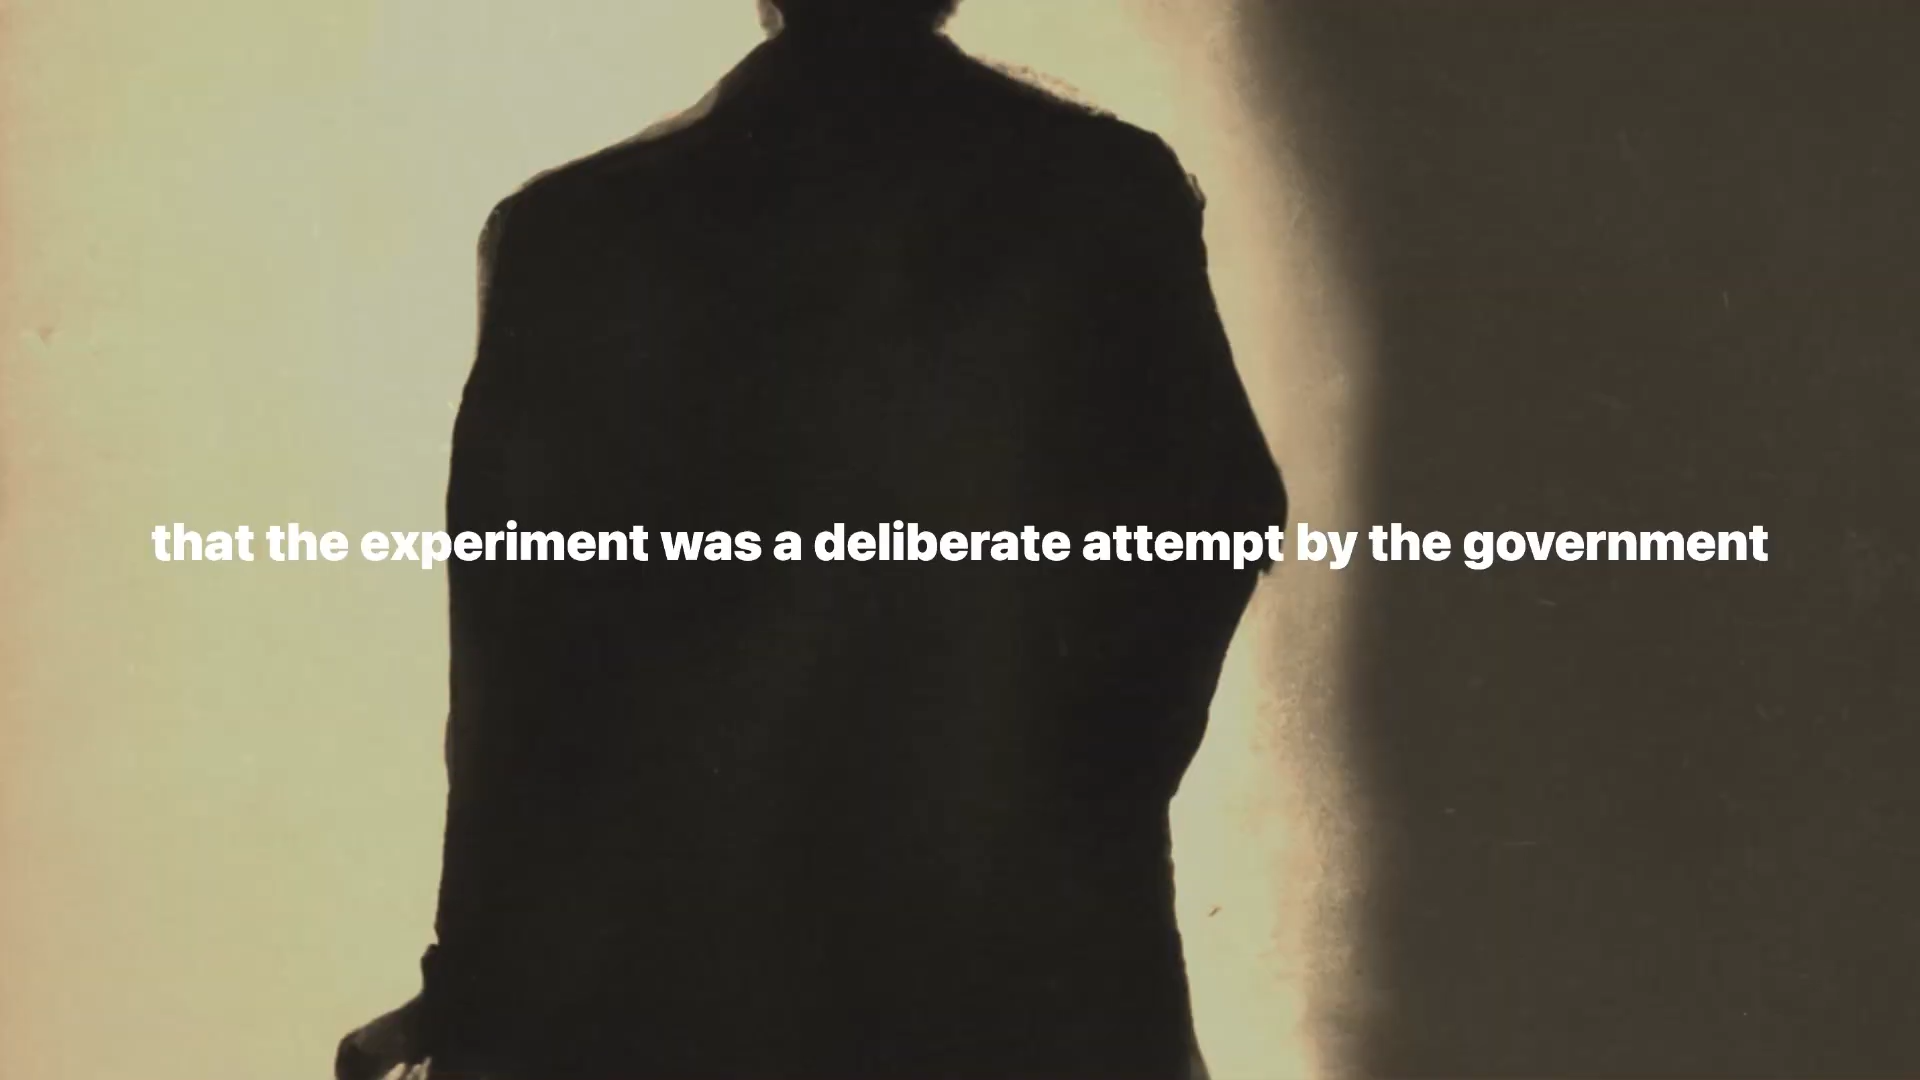 that the experiment was a deliberate attempt by the government